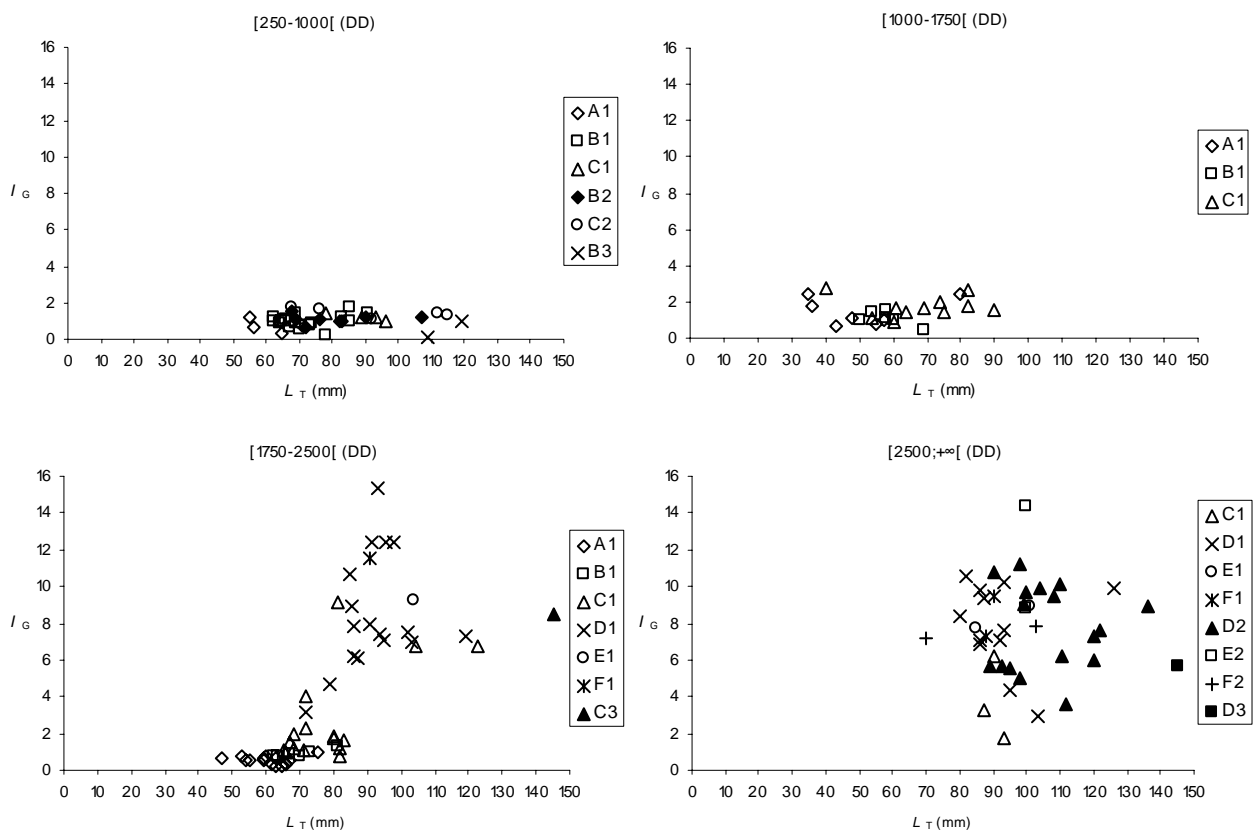 [250-1000[ (DD)
16
14
12
10
8
6
4
2
0
I G
0 10 20 30 40 50 60 70 80 90 100 110 120 130 140 150
L T (mm)
A1
B1
C1
B2
C2
B3
[1000-1750[ (DD)
16
14
12
10
8
6
4
2
0
I G
0 10 20 30 40 50 60 70 80 90 100 110 120 130 140 150
L T (mm)
A1
B1
C1
[1750-2500[ (DD)
16
14
12
10
8
6
4
2
0
I G
0 10 20 30 40 50 60 70 80 90 100 110 120 130 140 150
L T (mm)
A1
B1
C1
D1
E1
F1
C3
[2500;+∞[ (DD)
16
14
12
10
8
6
4
2
0
I G
0 10 20 30 40 50 60 70 80 90 100 110 120 130 140 150
L T (mm)
C1
D1
E1
F1
D2
E2
F2
D3